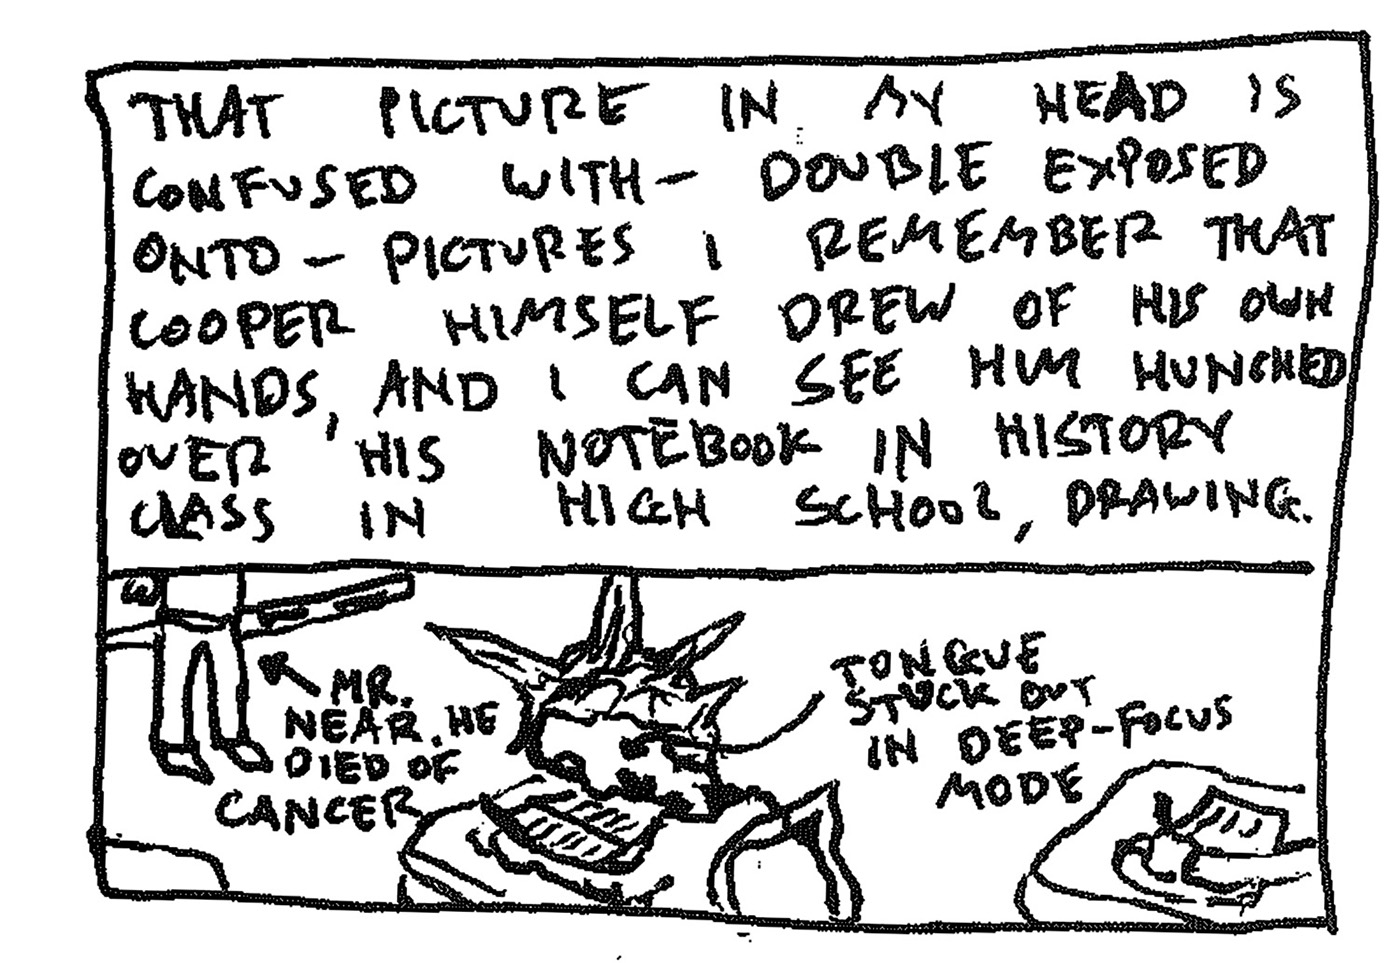 THAT PICTURE IN MY HEAD IS
CONFUSED WITH— DOUBLE EXPOSED
ONTO — PICTURES I REMEMBER THAT
COOPER HIMSELF DREW OF HIS OWN
HANDS, AND I CAN SEE HIM HUNCHED
OVER HIS NOTEBOOK IN HISTORY
CLASS IN HIGH SCHOOL, DRAWING.
MR.
NEAR. HE
DIED OF
CANCER
TONGUE
STUCK OUT
IN DEEP-FOCUS
MODE